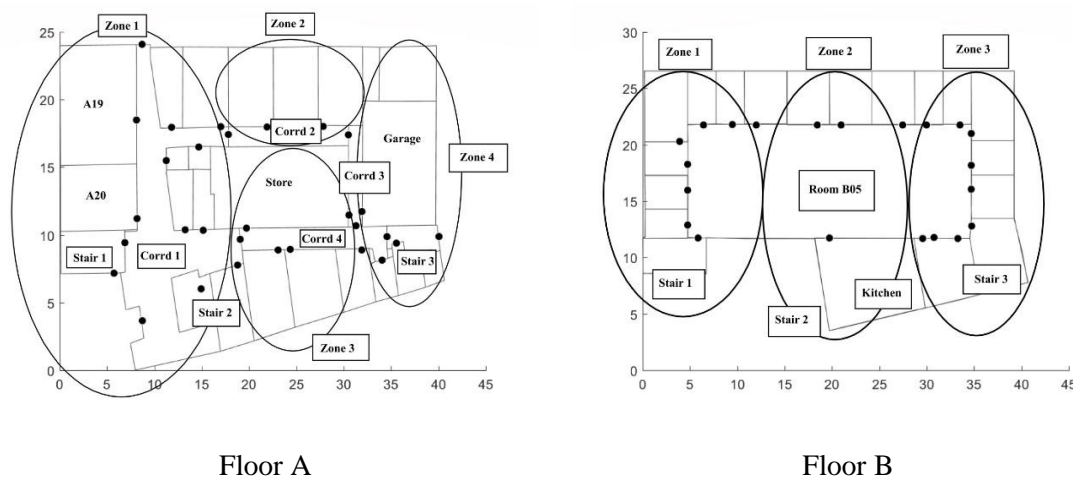 Zone 1
Zone 2
25
20
15
10
5
0
A19
A20
Stair 1
Corrd 1
Stair 2
Corrd 2
Store
Corrd 3
Corrd 4
Garage
Zone 4
Stair 3
Zone 3
0 5 10 15 20 25 30 35 40 45
Floor A
Zone 1
Zone 2
Zone 3
30
25
20
15
10
5
0
Room B05
Stair 1
Stair 2
Kitchen
Stair 3
0 5 10 15 20 25 30 35 40 45
Floor B